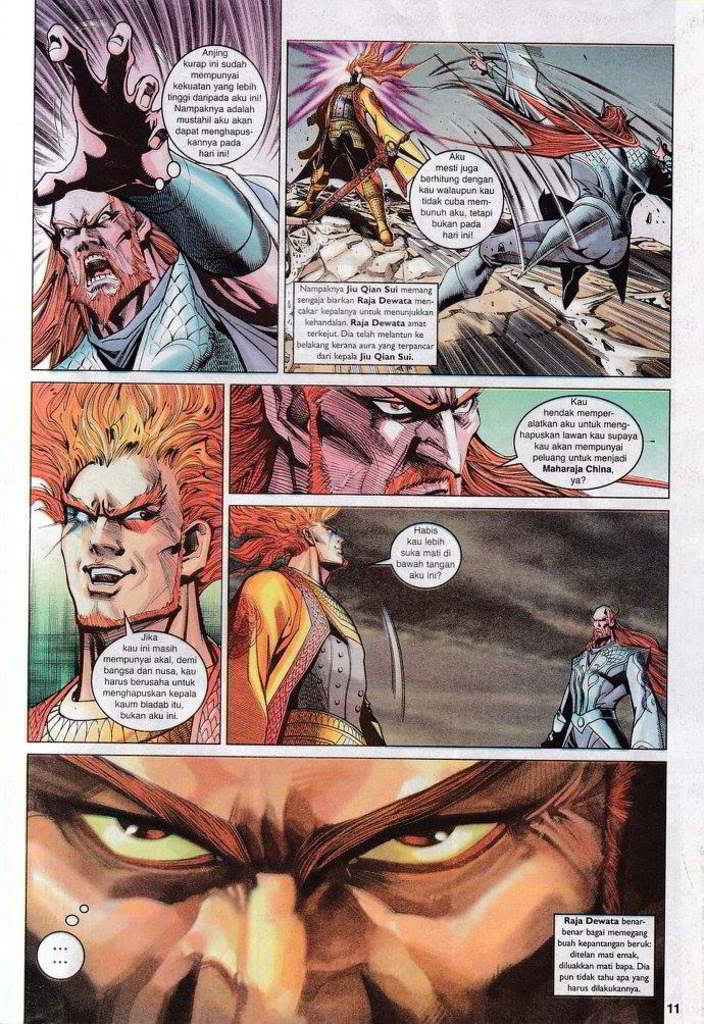 Anjing
kurap ini sudah
mempunyai
kekuatan yang lebih
tinggi daripada aku ini!
Nampaknya adalah
mustahil aku akan
dapat menghapus-
kannya pada
hari ini!
Aku
mesti juga
berhitung dengan
kau walaupun kau
tidak cuba mem-
bunuh aku, tetapi
bukan pada
hari ini!
Nampaknya Jiu Qian Sui memang
sengaja biarkan Raja Dewata men-
cakar kepalanya untuk menunjukkan
kehandalan. Raja Dewata amat
terkejut. Dia telah melantun ke
belakang kerana aura yang terpancar
dari kepala Jiu Qian Sui.
Jika
kau ini masih
mempunyai akal, demi
bangsa dan nusa, kau
harus berusaha untuk
menghapuskan kepala
kaum biadab itu,
bukan aku ini.
Kau
hendak memper-
alatkan aku untuk meng-
hapuskan lawan kau supaya
kau akan mempunyai
peluang untuk menjadi
Maharaja China,
ya?
Habis
kau lebih
suka mati di
bawah tangan
aku ini?
...
...
Raja Dewata benar-
benar bagai memegang
buah kepantangan beruk:
ditelan mati emak,
diluakkan mati bapa. Dia
pun tidak tahu apa yang
harus dilakukannya.
11